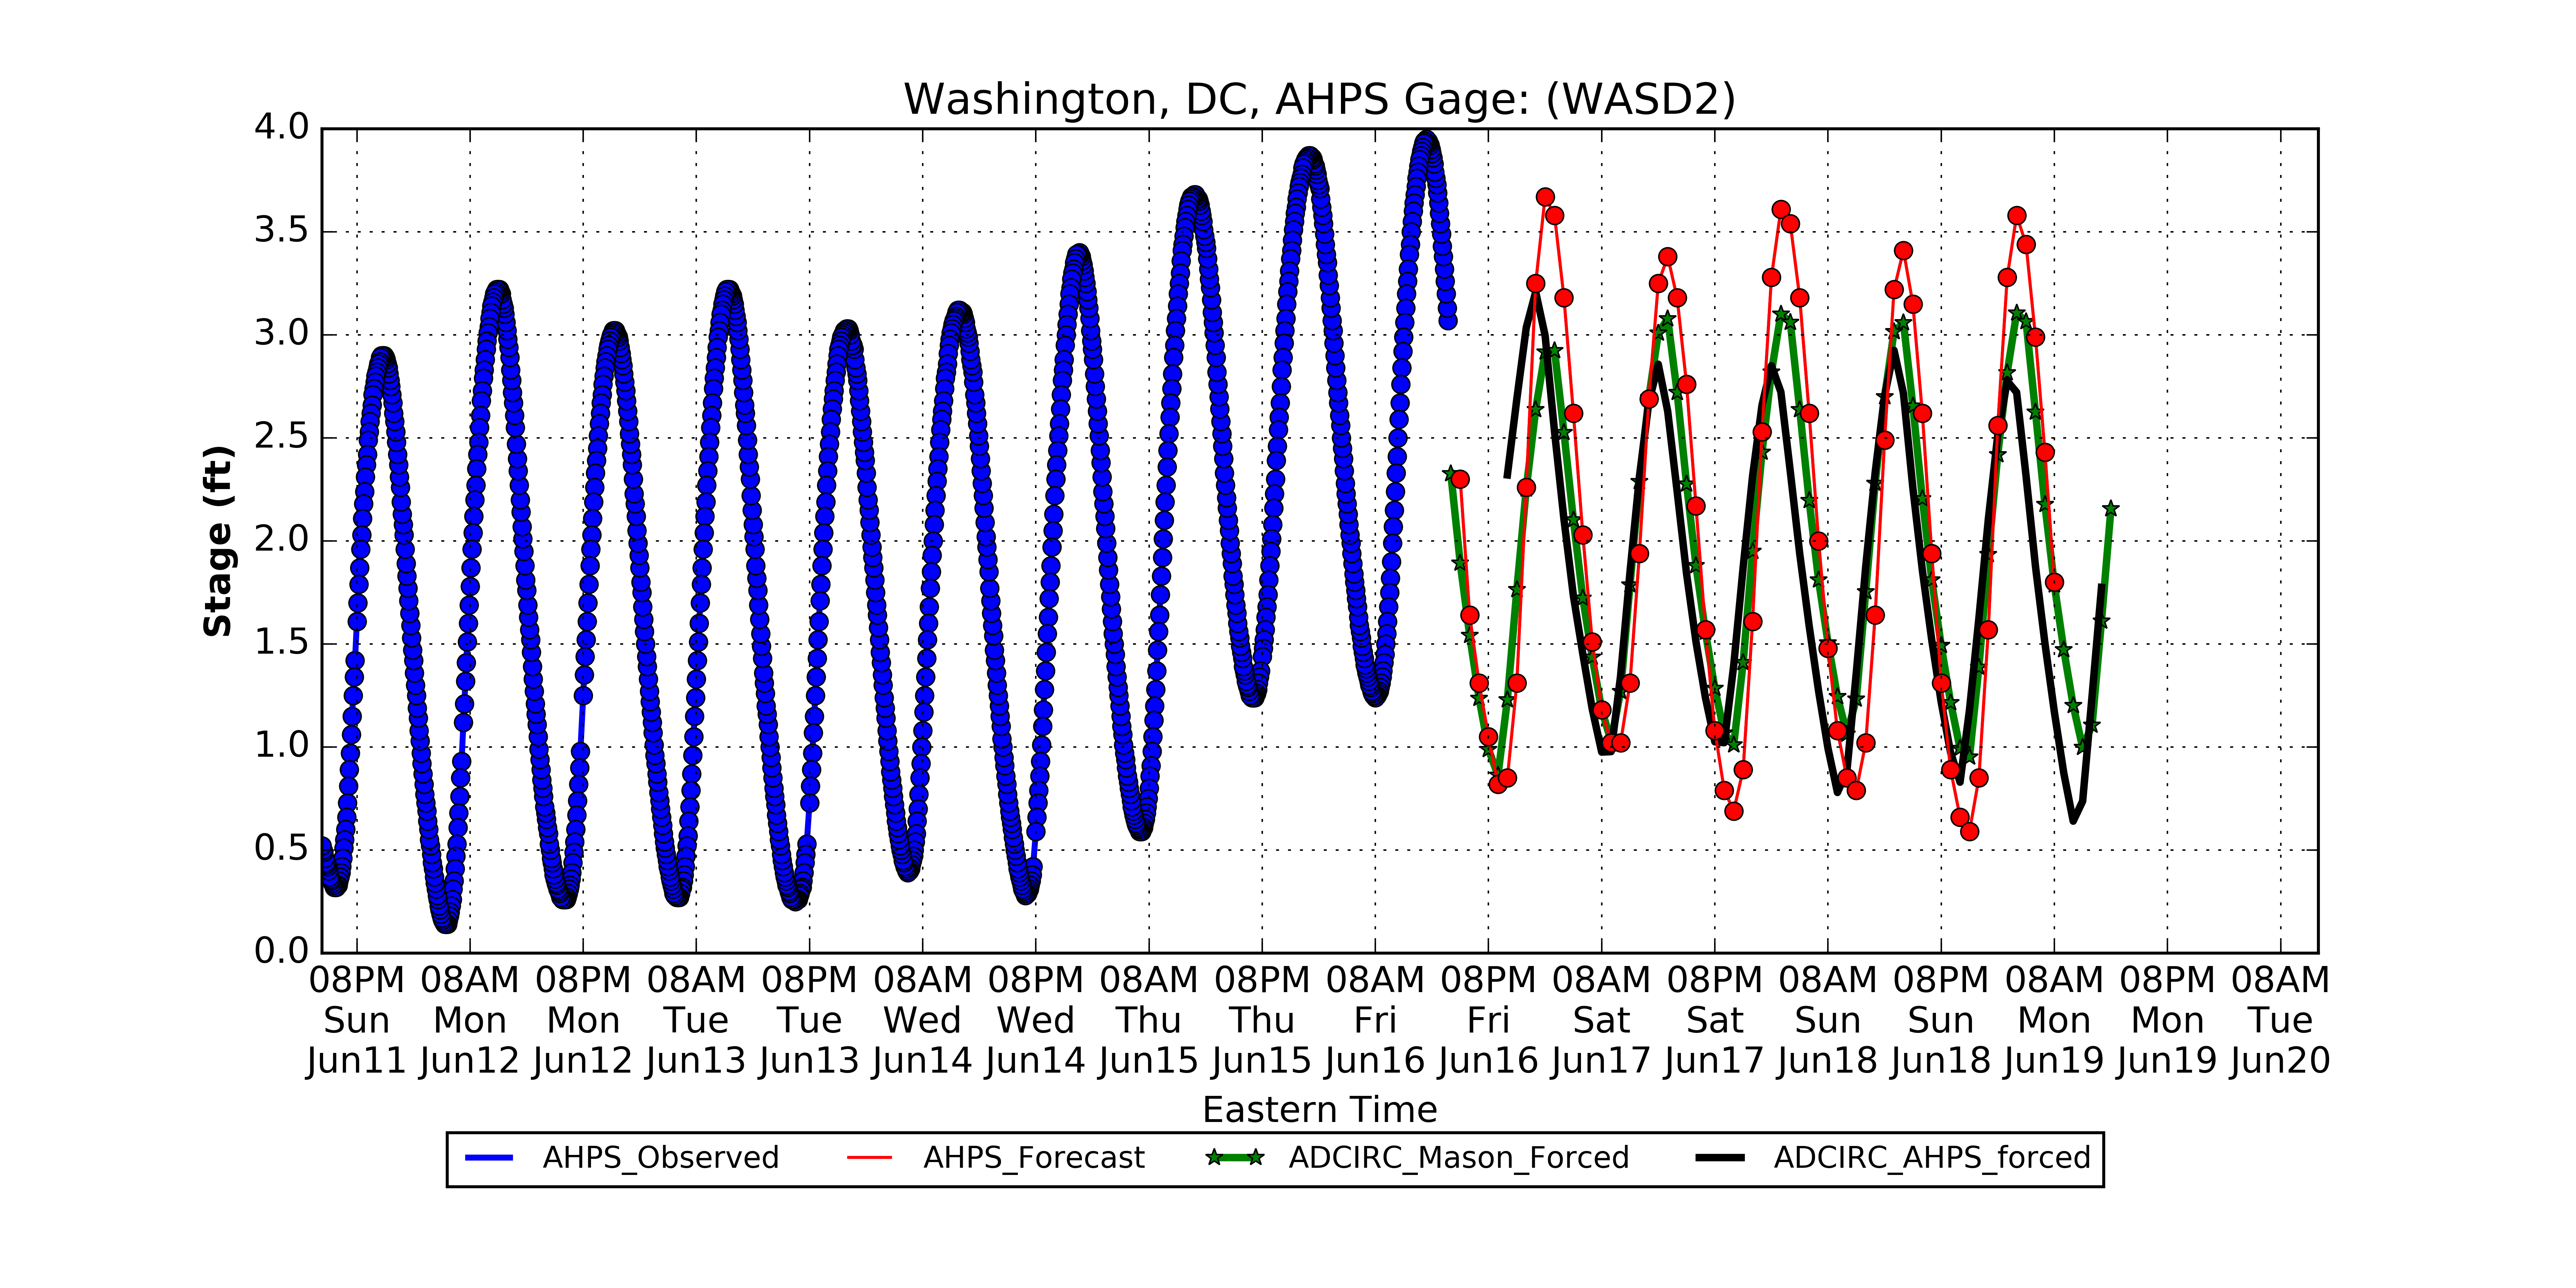 Washington, DC, AHPS Gage: (WASD2)
4.0
3.5
3.0
2.5
2.0
1.5
1.0
0.5
0.0
Stage (ft)
08PM 08AM 08PM 08AM 08PM 08AM 08PM 08AM 08PM 08AM 08PM 08AM 08PM 08AM 08PM 08AM 08PM 08AM
Sun Mon Mon Tue Tue Wed Wed Thu Thu Fri Fri Sat Sat Sun Sun Mon Mon Tue
Jun11 Jun12 Jun12 Jun13 Jun13 Jun14 Jun14 Jun15 Jun15 Jun16 Jun16 Jun17 Jun17 Jun18 Jun18 Jun19 Jun19 Jun20
Eastern Time
AHPS_Observed AHPS_Forecast ADCIRC_Mason_Forced ADCIRC_AHPS_forced